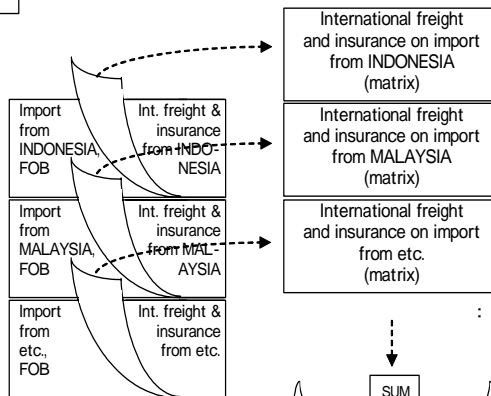 International freight
and insurance on import
from INDONESIA
(matrix)
Import
from
INDONESIA,
FOB
Int. freight &
insurance
from INDO-
NESIA
International freight
and insurance on import
from MALAYSIA
(matrix)
Import
from
MALAYSIA,
FOB
Int. freight &
insurance
from MAL-
AYSIA
International freight
and insurance on import
from etc.
(matrix)
Import
from
etc.,
FOB
Int. freight &
insurance
from etc.
:
SUM